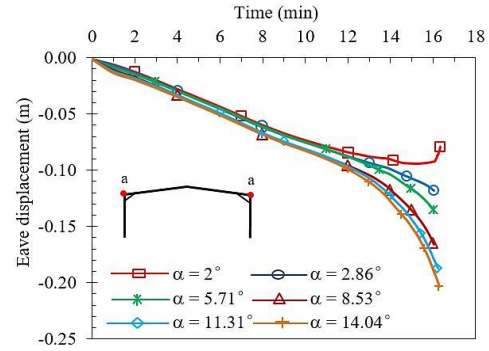 Time (min)
0 2 4 6 8 10 12 14 16 18
0.00
-0.05
-0.10
-0.15
-0.20
-0.25
Eave displacement (m)
a a
α = 2° α = 2.86°
α = 5.71° α = 8.53°
α = 11.31° α = 14.04°